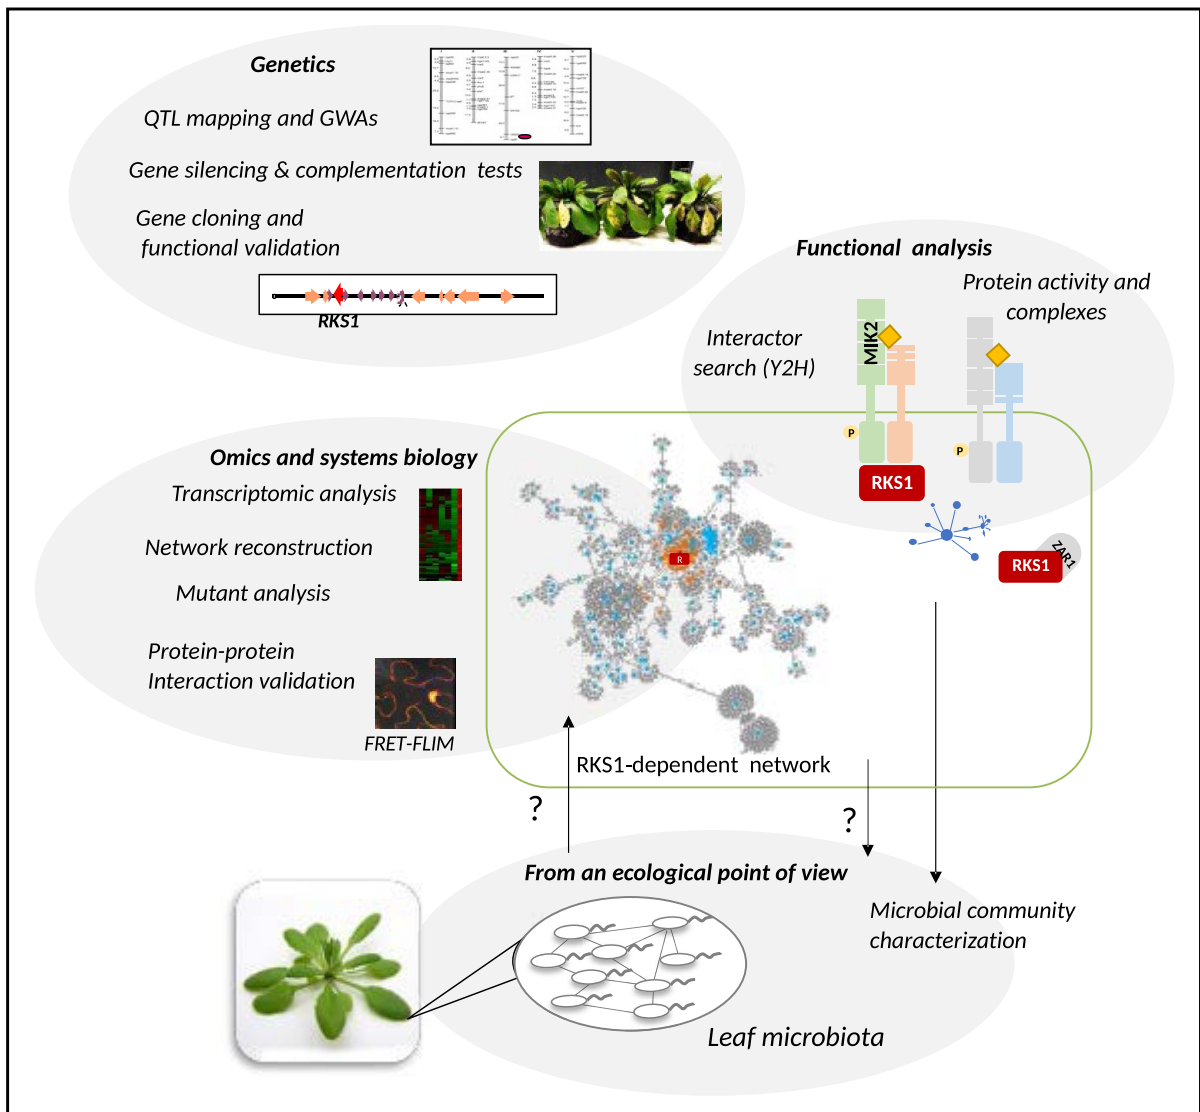 Genetics
QTL mapping and GWAs
Gene silencing & complementation tests
Gene cloning and
functional validation
RKS1
Functional analysis
Protein activity and
complexes
Interactor
search (Y2H)
MIK2
P
P
RKS1
ZAR1
RKS1
Omics and systems biology
Transcriptomic analysis
Network reconstruction
Mutant analysis
Protein-protein
Interaction validation
FRET-FLIM
R
RKS1-dependent network
?
?
From an ecological point of view
Microbial community
characterization
Leaf microbiota